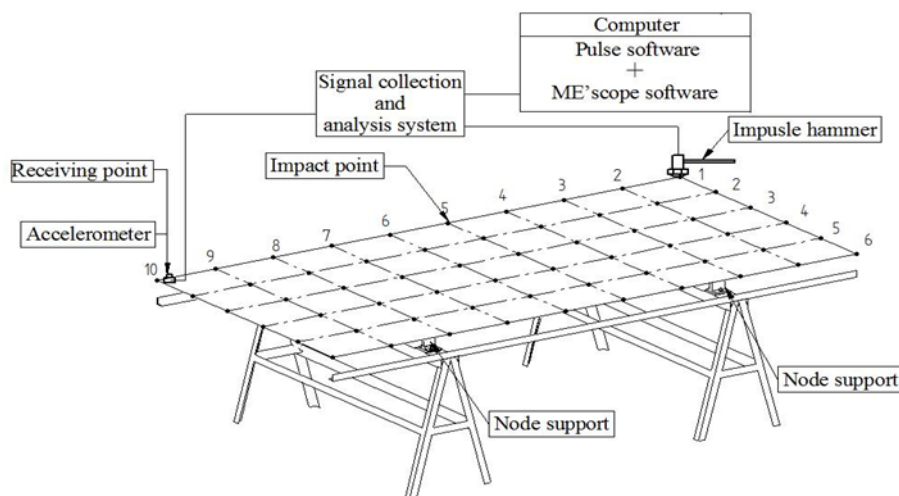 Computer
Pulse software
+
ME'scope software
Signal collection
and
analysis system
Impusle hammer
Receiving point
Impact point
Accelerometer
1
2
3
4
5
6
7
8
9
10
2
3
4
5
6
Node support
Node support